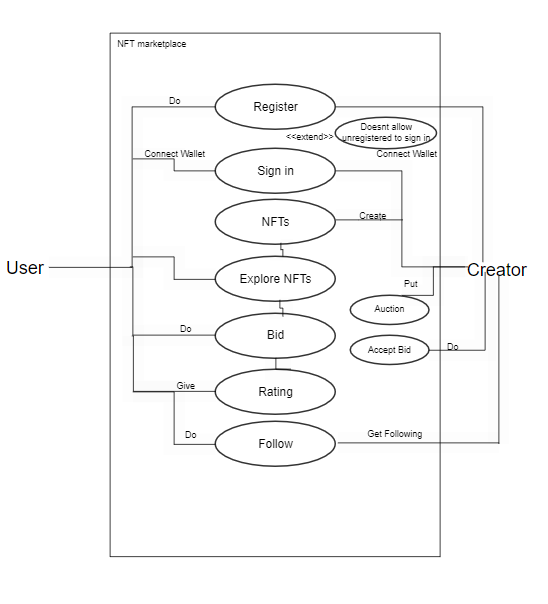 NFT marketplace
Do
Register
Doesnt allow
unregistered to sign in
<<extend>>
Connect Wallet
Connect Wallet
Sign in
NFTs
Create
User
Creator
Explore NFTs
Put
Auction
Do
Bid
Accept Bid
Do
Give
Rating
Do
Follow
Get Following